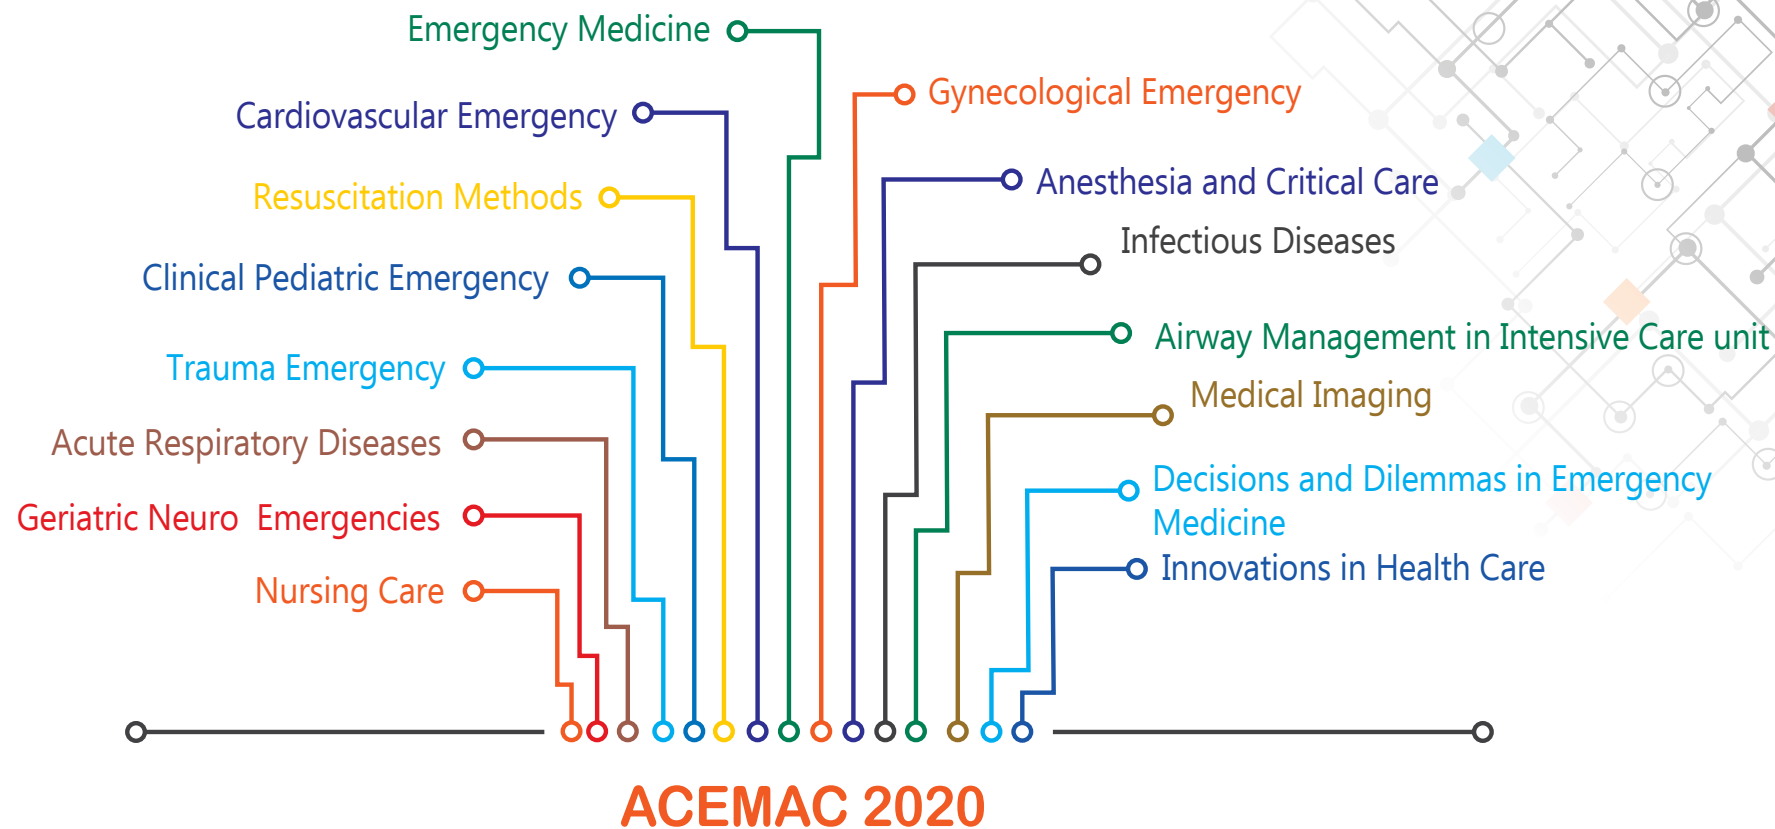 Emergency Medicine
Cardiovascular Emergency
Resuscitation Methods
Clinical Pediatric Emergency
Trauma Emergency
Acute Respiratory Diseases
Geriatric Neuro  Emergencies
Nursing Care
Gynecological Emergency
Anesthesia and Critical Care
Infectious Diseases
Airway Management in Intensive Care unit
Medical Imaging
Decisions and Dilemmas in Emergency
Medicine
Innovations in Health Care
ACEMAC 2020